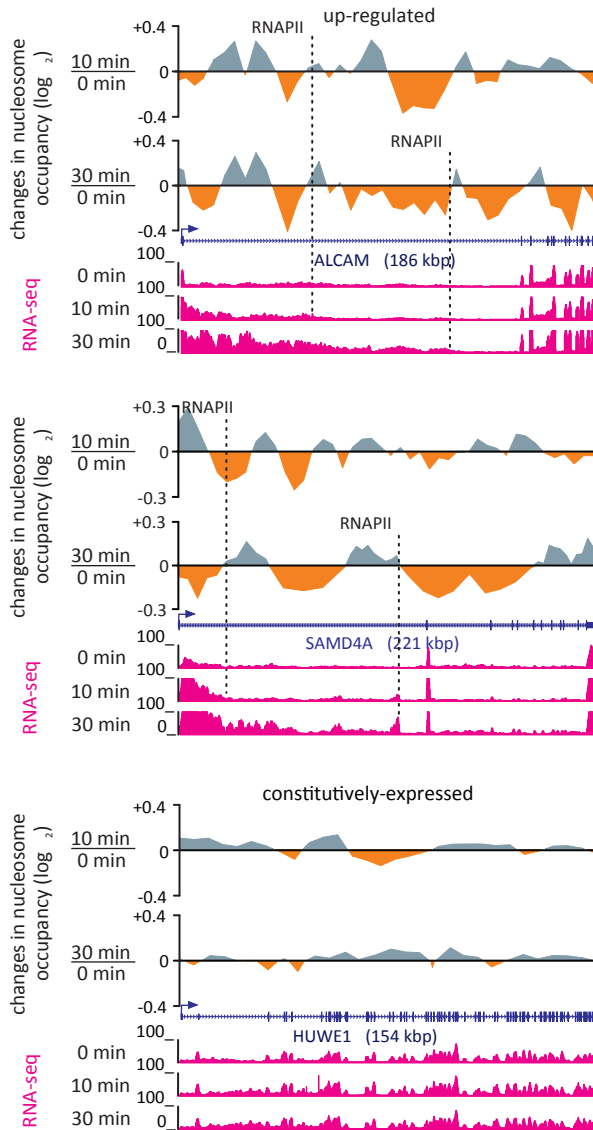 up-regulated
+0.4
RNAPII
10 min
0 min
0
-0.4
+0.4
RNAPII
30 min
0 min
0
-0.4
changes in nucleosome
occupancy (log 2)
ALCAM (186 kbp)
RNA-seq
100
0 min
100
10 min
100
30 min
0
+0.3
RNAPII
10 min
0 min
0
-0.3
+0.3
RNAPII
30 min
0 min
0
-0.3
changes in nucleosome
occupancy (log 2)
SAMD4A (221 kbp)
RNA-seq
100
0 min
100
10 min
100
30 min
0
constitutively-expressed
+0.4
10 min
0 min
0
-0.4
+0.4
30 min
0 min
0
-0.4
changes in nucleosome
occupancy (log 2)
HUWE1 (154 kbp)
RNA-seq
100
0 min
100
10 min
100
30 min
0